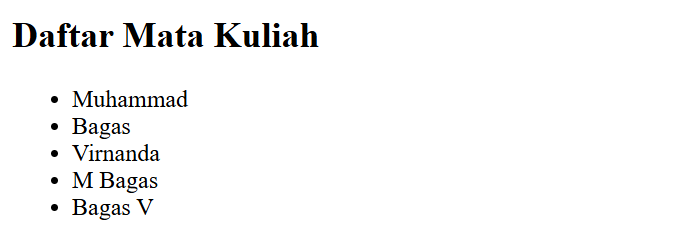 Daftar Mata Kuliah
• Muhammad
• Bagas
• Virnanda
• M Bagas
• Bagas V